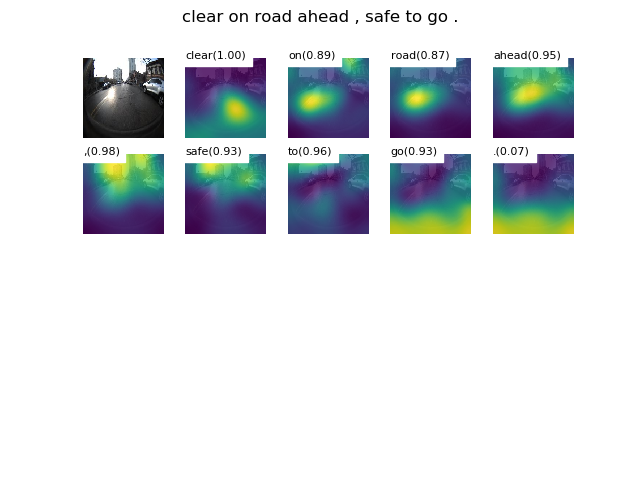 clear on road ahead , safe to go .
clear(1.00) on(0.89) road(0.87) ahead(0.95)
,(0.98) safe(0.93) to(0.96) go(0.93) .(0.07)